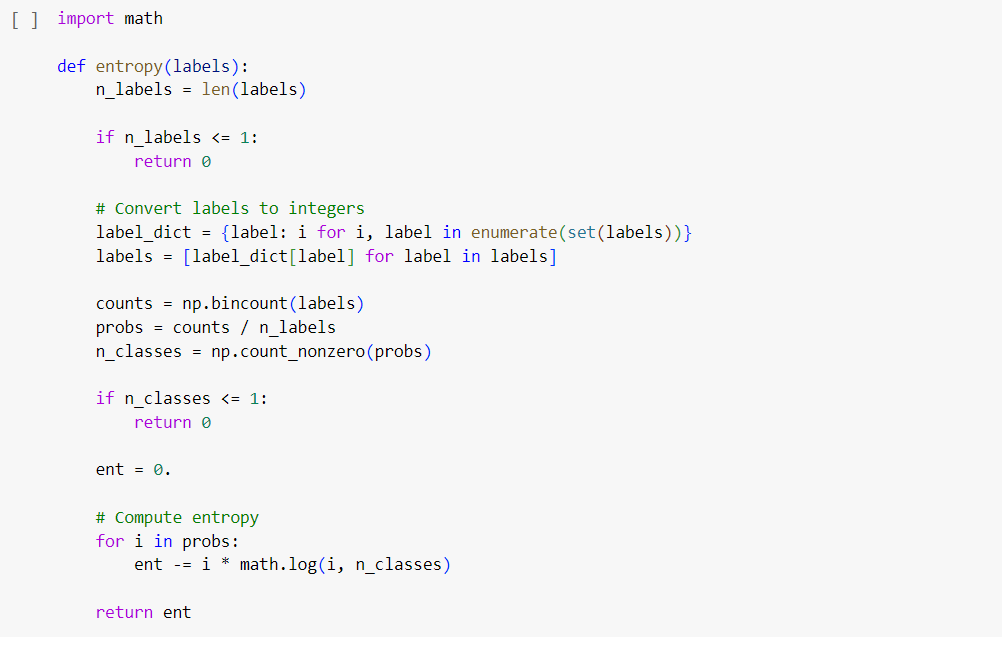 [ ] import math
def entropy(labels):
    n_labels = len(labels)
    if n_labels <= 1:
        return 0
    # Convert labels to integers
    label_dict = {label: i for i, label in enumerate(set(labels))}
    labels = [label_dict[label] for label in labels]
    counts = np.bincount(labels)
    probs = counts / n_labels
    n_classes = np.count_nonzero(probs)
    if n_classes <= 1:
        return 0
    ent = 0.
    # Compute entropy
    for i in probs:
        ent -= i * math.log(i, n_classes)
    return ent